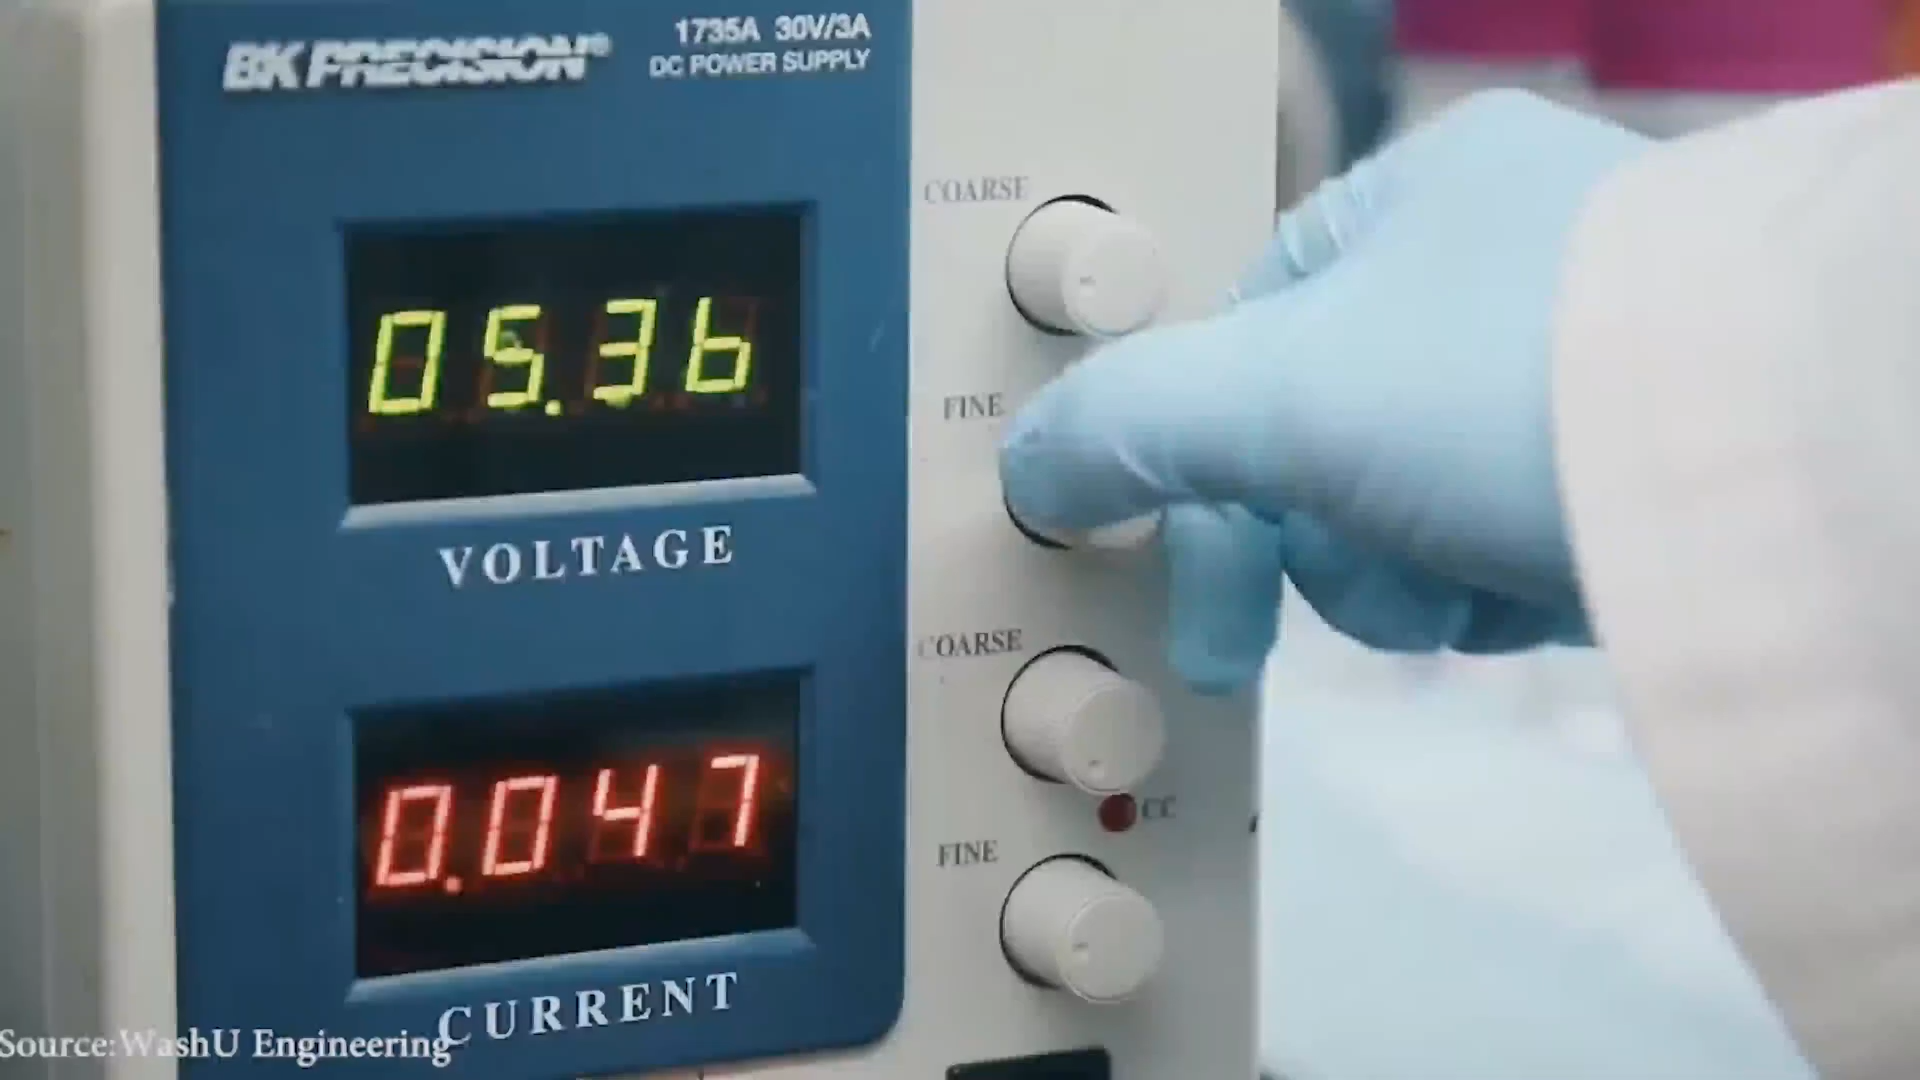 BK PRECISION®
1735A 30V/3A
DC POWER SUPPLY
COARSE
05.36
FINE
VOLTAGE
COARSE
0.047
CC
FINE
CURRENT
Source:WashU Engineering